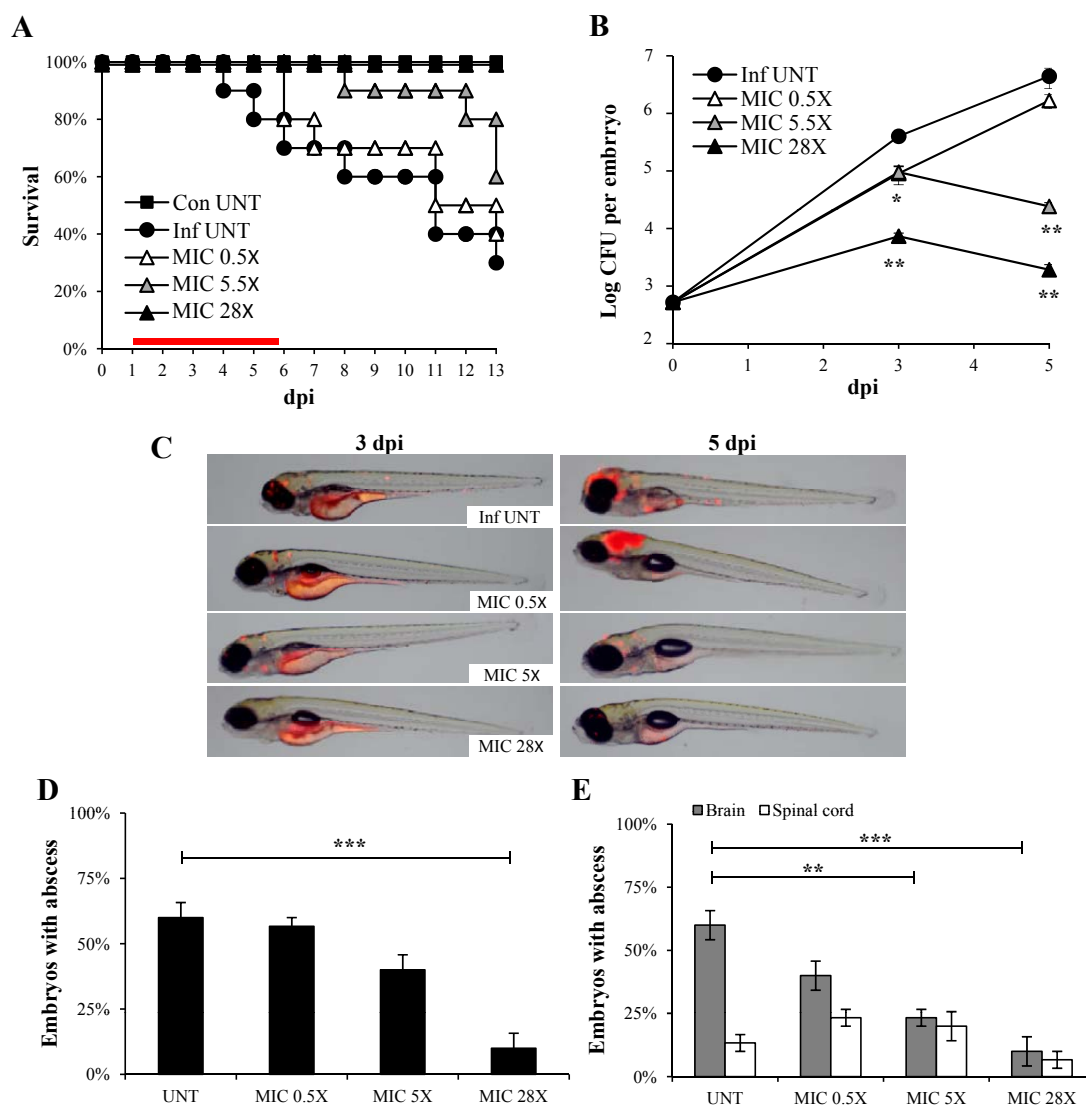 A
100%
80%
60%
40%
20%
0%
Survival
Con UNT
Inf UNT
MIC 0.5X
MIC 5.5X
MIC 28X
0 1 2 3 4 5 6 7 8 9 10 11 12 13
dpi
B
7
6
5
4
3
2
Log CFU per embrryo
Inf UNT
MIC 0.5X
MIC 5.5X
MIC 28X
*
**
**
**
0 1 2 3 4 5
dpi
C
3 dpi 5 dpi
Inf UNT
MIC 0.5X
MIC 5X
MIC 28X
D
100%
75%
50%
25%
0%
Embryos with abscess
***
UNT MIC 0.5X MIC 5X MIC 28X
E
Brain Spinal cord
100%
75%
50%
25%
0%
Embryos with abscess
***
**
UNT MIC 0.5X MIC 5X MIC 28X